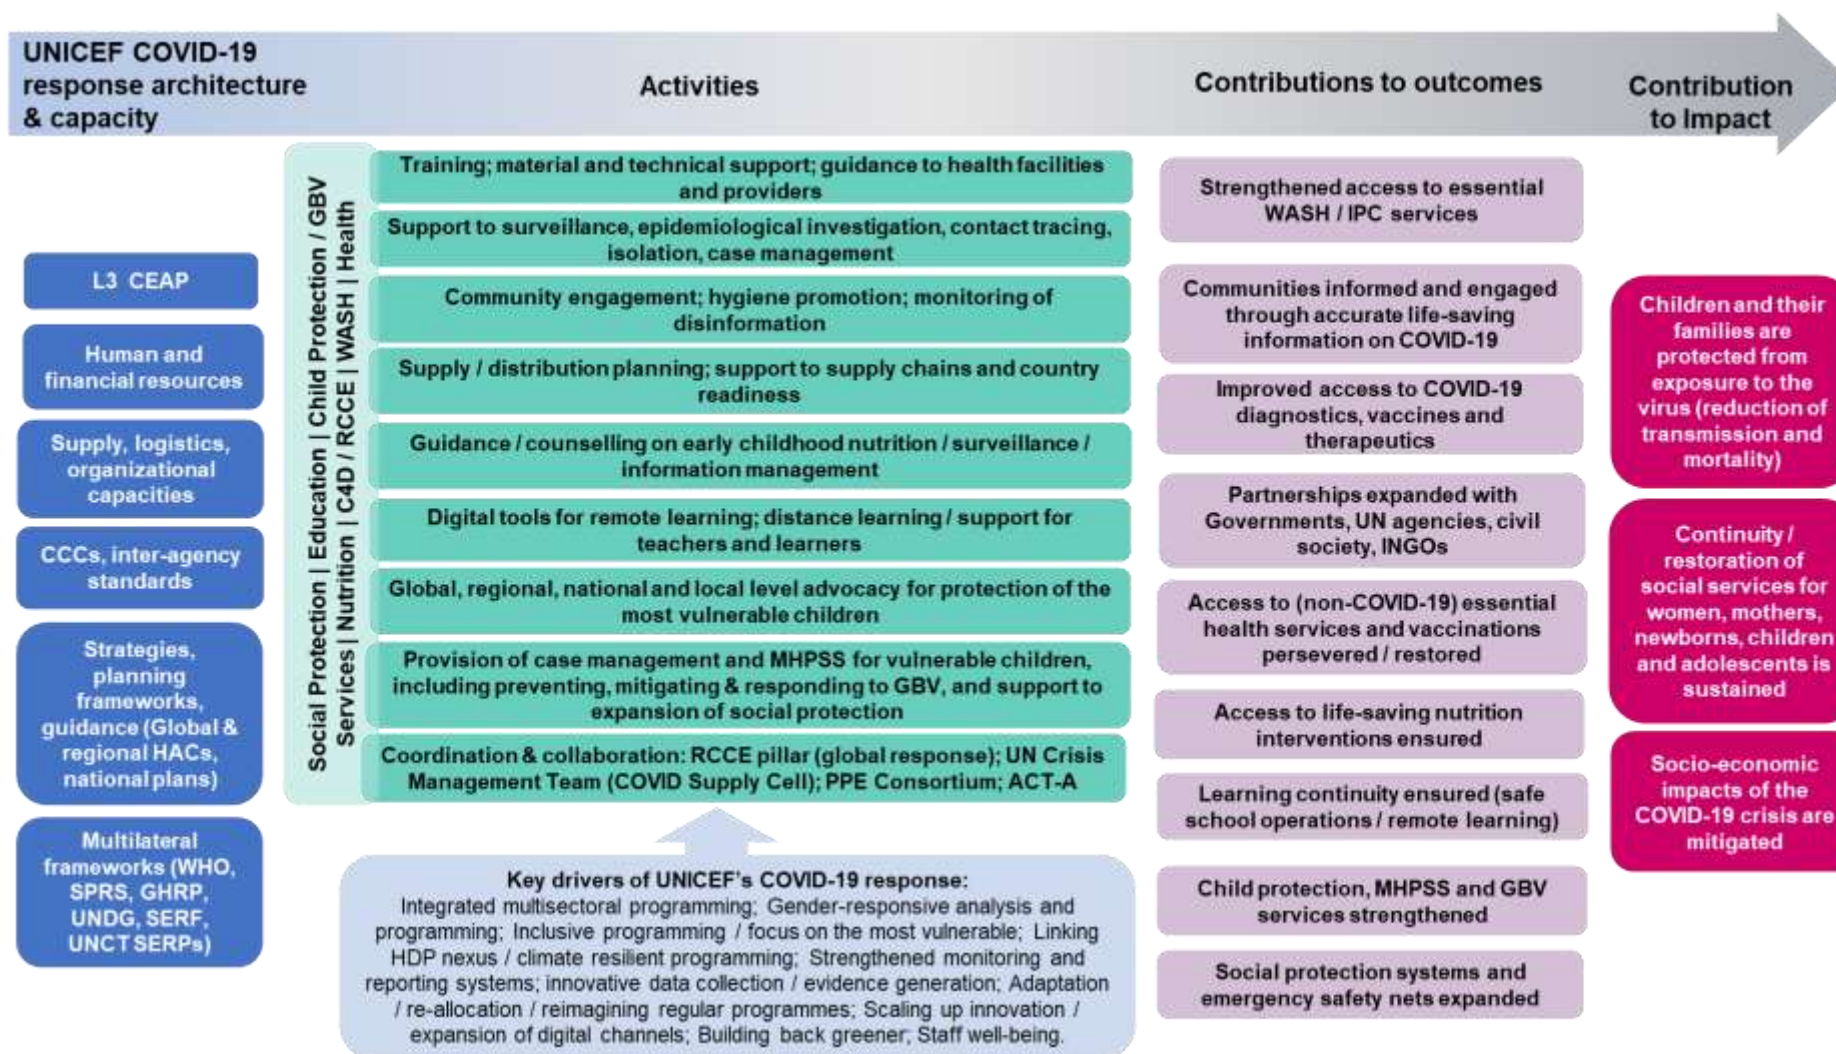 UNICEF COVID-19
response architecture
& capacity
Activities
Contributions to outcomes
Contribution
to Impact
L3 CEAP
Human and
financial resources
Supply, logistics,
organizational
capacities
CCCs, inter-agency
standards
Strategies,
planning
frameworks,
guidance (Global &
regional HACs,
national plans)
Multilateral
frameworks (WHO,
SPRS, GHRP,
UNDG, SERF,
UNCT SERPs)
Social Protection | Education | Child Protection / GBV
Services | Nutrition | C4D / RCCE | WASH | Health
Training; material and technical support; guidance to health facilities
and providers
Support to surveillance, epidemiological investigation, contact tracing,
isolation, case management
Community engagement; hygiene promotion; monitoring of
disinformation
Supply / distribution planning; support to supply chains and country
readiness
Guidance / counselling on early childhood nutrition / surveillance /
information management
Digital tools for remote learning; distance learning / support for
teachers and learners
Global, regional, national and local level advocacy for protection of the
most vulnerable children
Provision of case management and MHPSS for vulnerable children,
including preventing, mitigating & responding to GBV, and support to
expansion of social protection
Coordination & collaboration: RCCE pillar (global response); UN Crisis
Management Team (COVID Supply Cell); PPE Consortium; ACT-A
Key drivers of UNICEF's COVID-19 response:
Integrated multisectoral programming; Gender-responsive analysis and
programming; Inclusive programming / focus on the most vulnerable; Linking
HDP nexus / climate resilient programming; Strengthened monitoring and
reporting systems; innovative data collection / evidence generation; Adaptation
/ re-allocation / reimagining regular programmes; Scaling up innovation /
expansion of digital channels; Building back greener; Staff well-being.
Strengthened access to essential
WASH / IPC services
Communities informed and engaged
through accurate life-saving
information on COVID-19
Improved access to COVID-19
diagnostics, vaccines and
therapeutics
Partnerships expanded with
Governments, UN agencies, civil
society, INGOs
Access to (non-COVID-19) essential
health services and vaccinations
persevered / restored
Access to life-saving nutrition
interventions ensured
Learning continuity ensured (safe
school operations / remote learning)
Child protection, MHPSS and GBV
services strengthened
Social protection systems and
emergency safety nets expanded
Children and their
families are
protected from
exposure to the
virus (reduction of
transmission and
mortality)
Continuity /
restoration of
social services for
women, mothers,
newborns, children
and adolescents is
sustained
Socio-economic
impacts of the
COVID-19 crisis are
mitigated